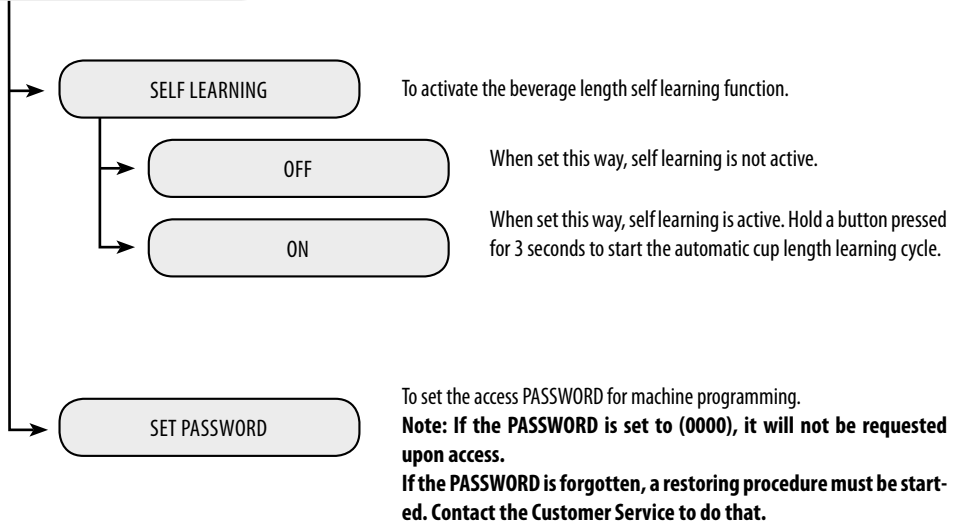 SELF LEARNING
To activate the beverage length self learning function.
OFF
When set this way, self learning is not active.
ON
When set this way, self learning is active. Hold a button pressed
for 3 seconds to start the automatic cup length learning cycle.
SET PASSWORD
To set the access PASSWORD for machine programming.
Note: If the PASSWORD is set to (0000), it will not be requested
upon access.
If the PASSWORD is forgotten, a restoring procedure must be start-
ed. Contact the Customer Service to do that.